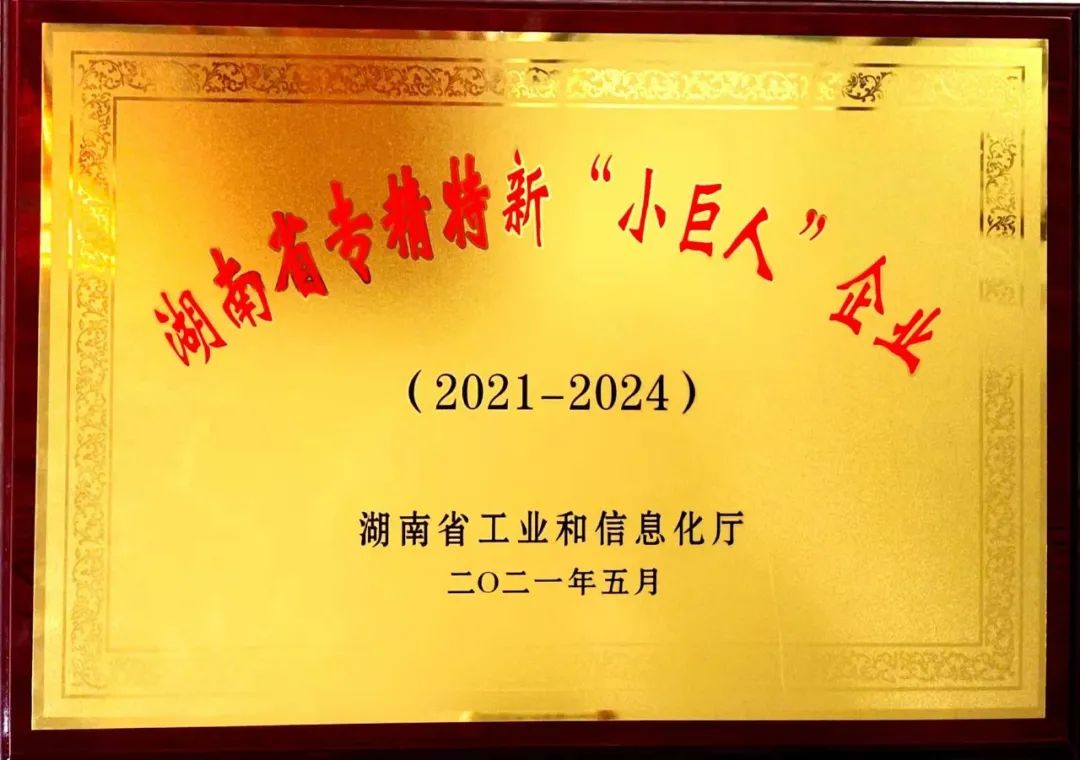 湖南省专精特新“小巨人”企业
（2021-2024）
湖南省工业和信息化厅
二〇二一年五月